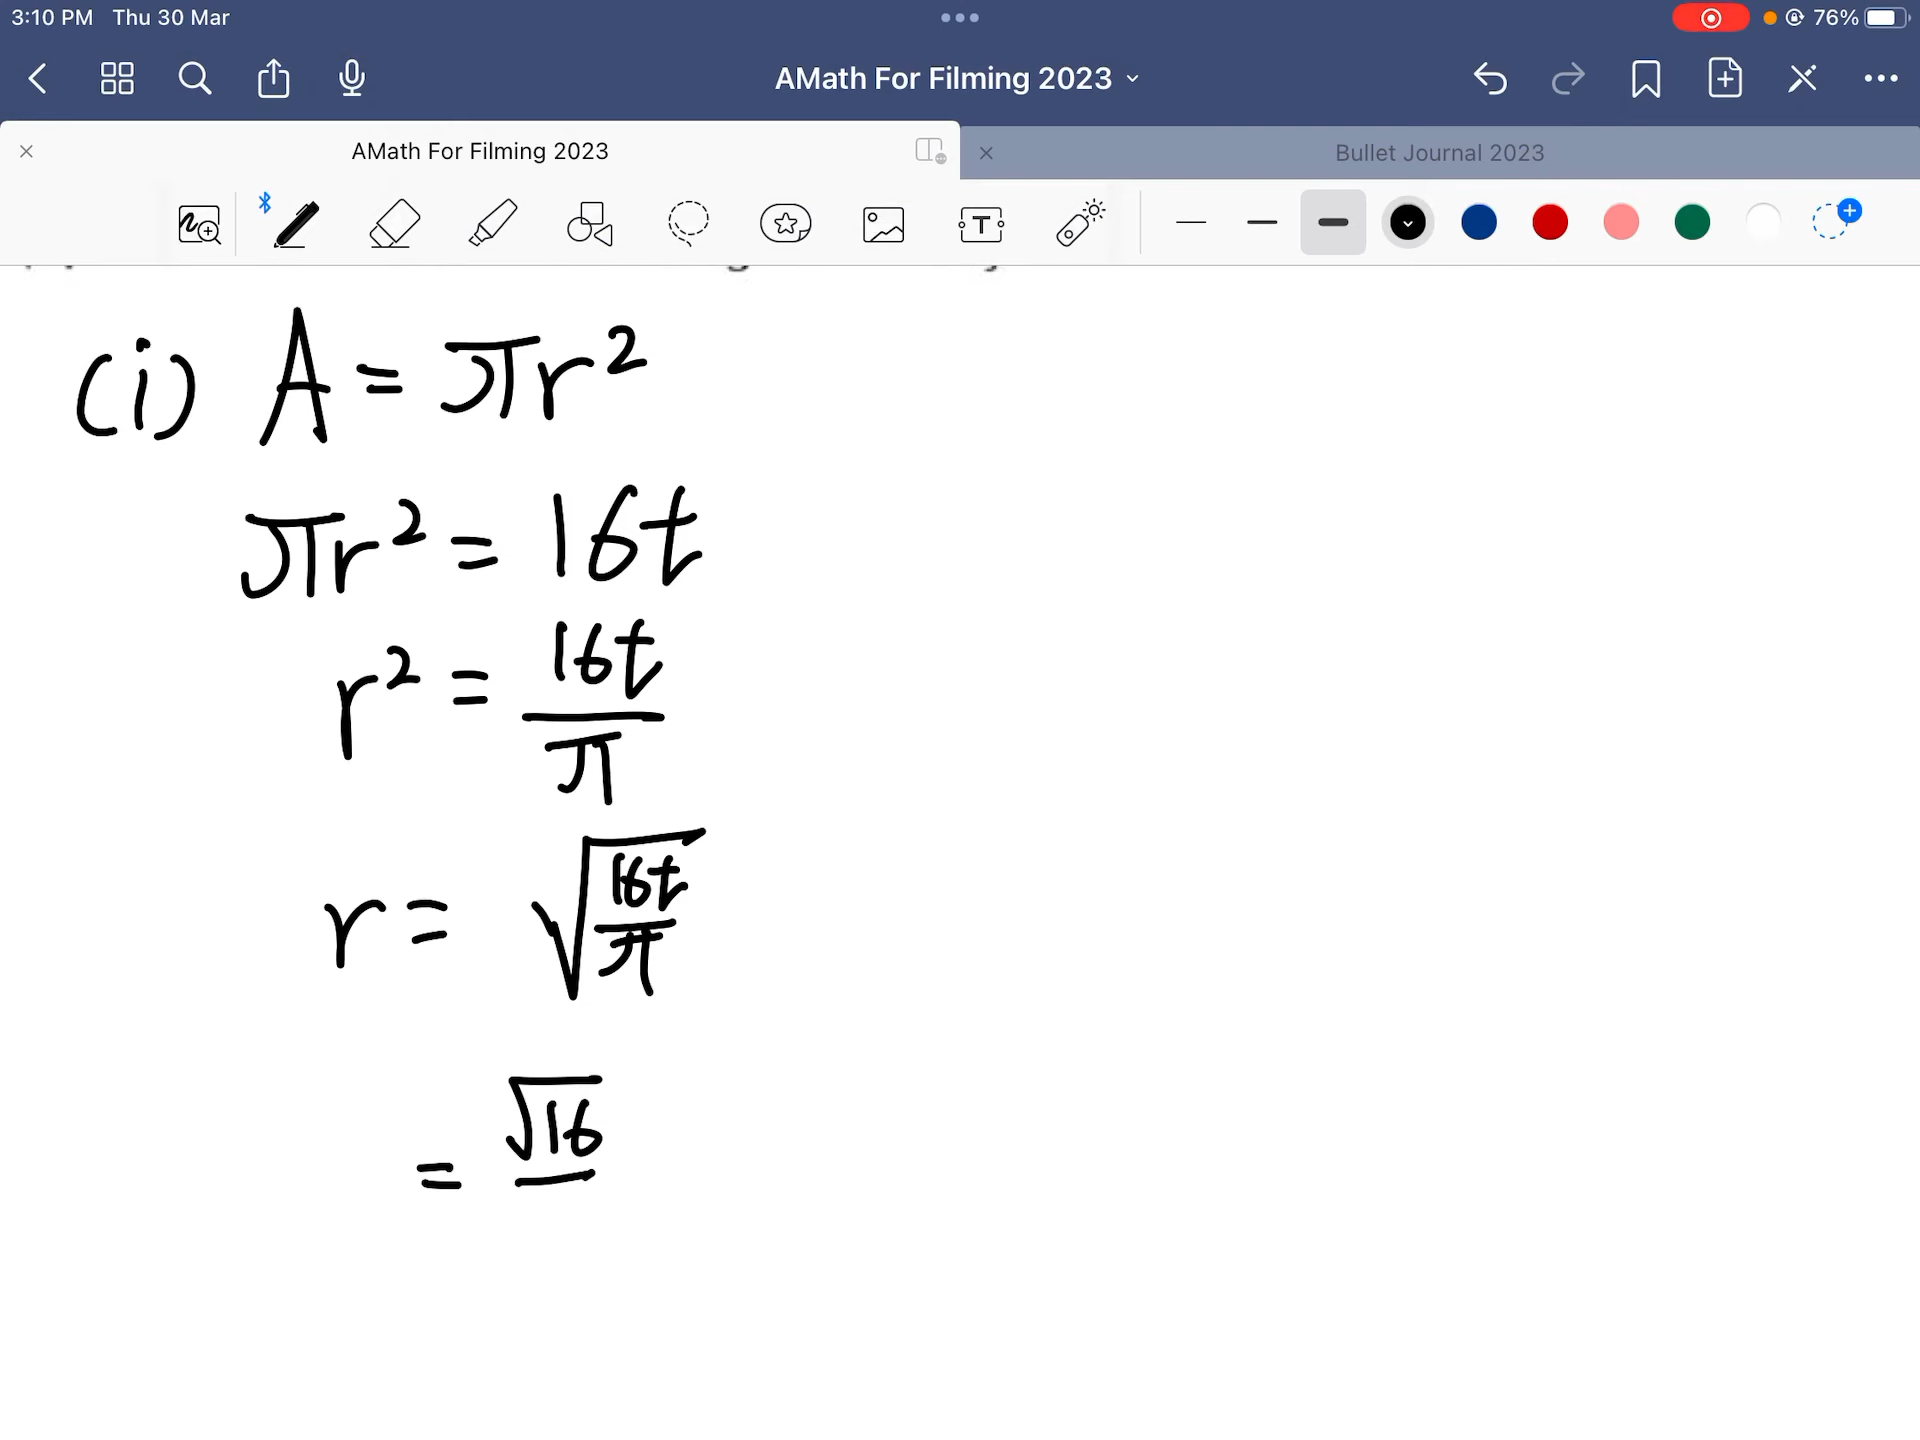 3:10 PM Thu 30 Mar
76%
AMath For Filming 2023
AMath For Filming 2023
Bullet Journal 2023
(i) A = πr²
πr² = 16t
r² = 16t/π
r = √(16t/π)
= √16